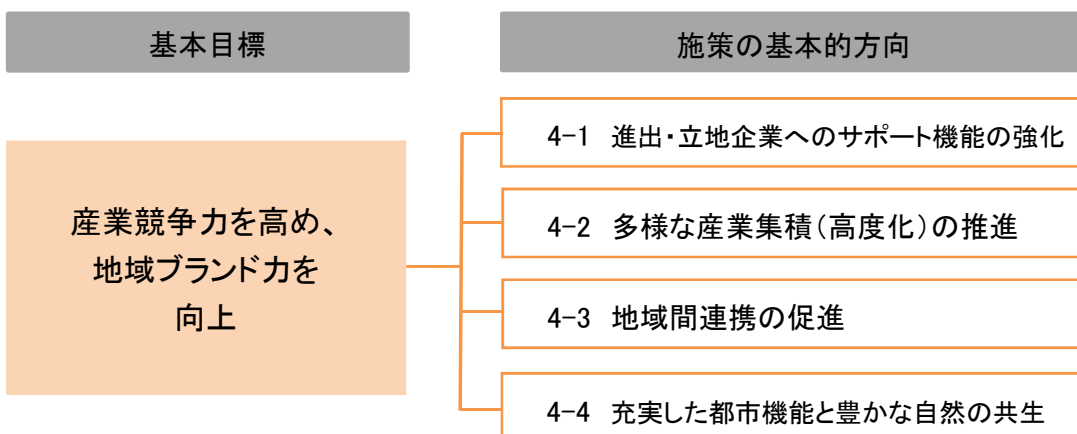 基本目標
施策の基本的方向
産業競争力を高め、
地域ブランド力を
向上
4-1 進出・立地企業へのサポート機能の強化
4-2 多様な産業集積(高度化)の推進
4-3 地域間連携の促進
4-4 充実した都市機能と豊かな自然の共生